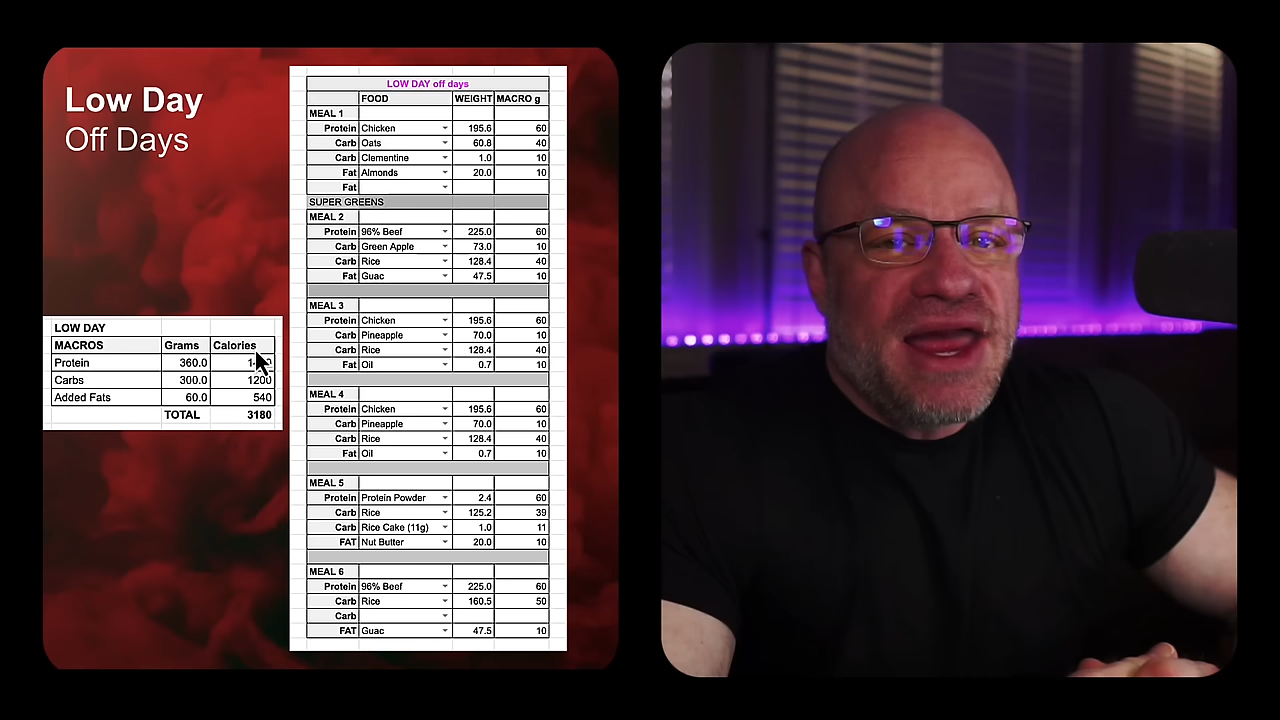 Low Day
Off Days
LOW DAY
MACROS Grams Calories
Protein 360.0
Carbs 300.0 1200
Added Fats 60.0 540
TOTAL 3180
LOW DAY off days
FOOD WEIGHT MACRO g
MEAL 1
Protein Chicken 195.6 60
Carb Oats 60.8 40
Carb Clementine 1.0 10
Fat Almonds 20.0 10
Fat
SUPER GREENS
MEAL 2
Protein 96% Beef 225.0 60
Carb Green Apple 73.0 10
Carb Rice 128.4 40
Fat Guac 47.5 10
MEAL 3
Protein Chicken 195.6 60
Carb Pineapple 70.0 10
Carb Rice 128.4 40
Fat Oil 0.7 10
MEAL 4
Protein Chicken 195.6 60
Carb Pineapple 70.0 10
Carb Rice 128.4 40
Fat Oil 0.7 10
MEAL 5
Protein Protein Powder 2.4 60
Carb Rice 125.2 39
Carb Rice Cake (11g) 1.0 11
FAT Nut Butter 20.0 10
MEAL 6
Protein 96% Beef 225.0 60
Carb Rice 160.5 50
Carb
FAT Guac 47.5 10